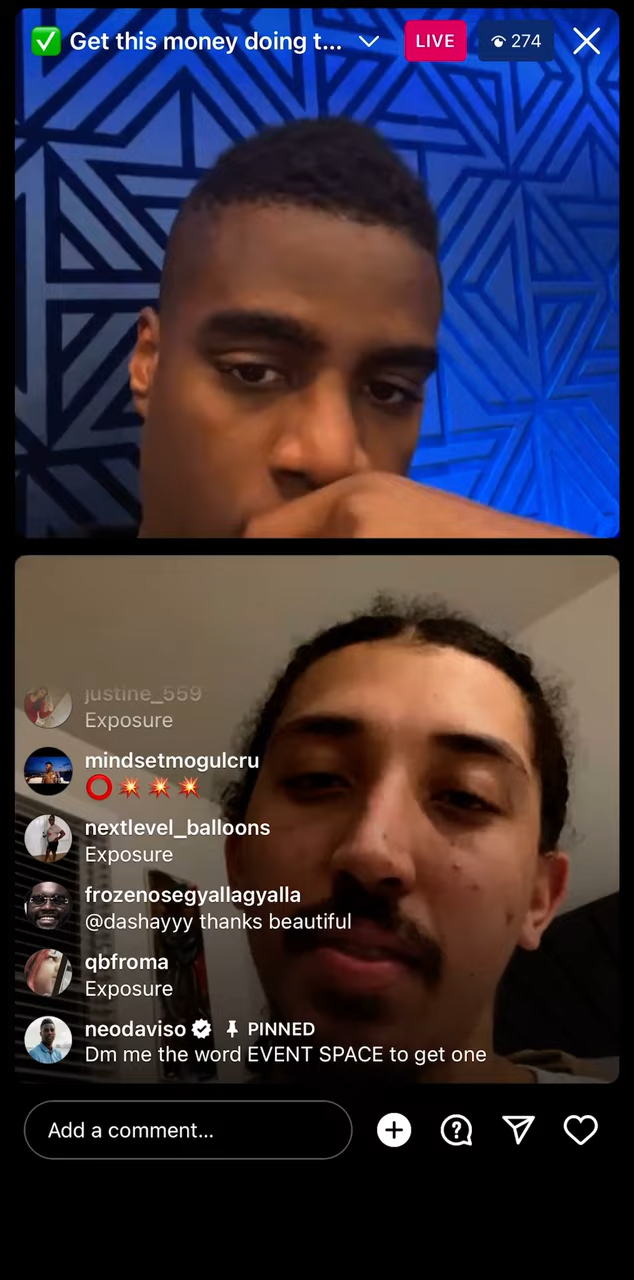 ✅ Get this money doing t...
LIVE
274
justine_559
Exposure
mindsetmogulcru
⭕💥💥💥
nextlevel_balloons
Exposure
frozenosegyallagyalla
@dashayyy thanks beautiful
qbfroma
Exposure
neodaviso PINNED
Dm me the word EVENT SPACE to get one
Add a comment...